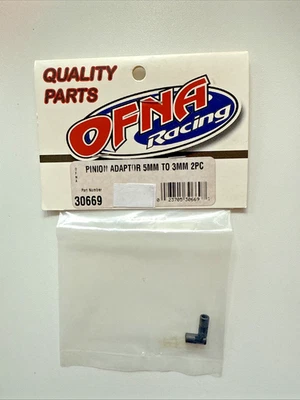 QUALITY
PARTS
OFNA
Racing
PINION ADAPTOR 5MM TO 3MM 2PC
Part Number
30669